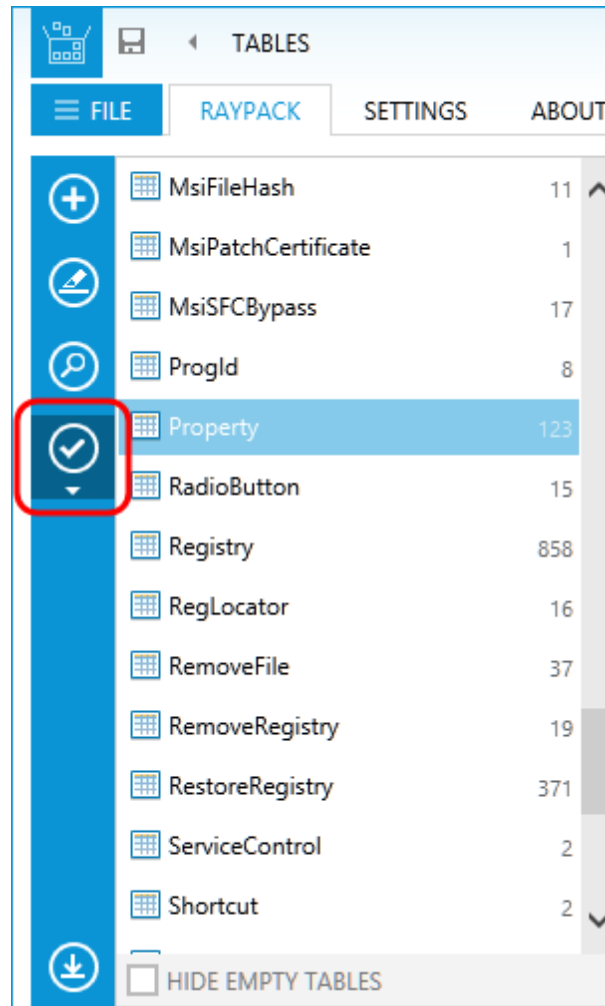 TABLES
FILE RAYPACK SETTINGS ABOUT
MsiFileHash 11
MsiPatchCertificate 1
MsiSFCBypass 17
ProgId 8
Property 123
RadioButton 15
Registry 858
RegLocator 16
RemoveFile 37
RemoveRegistry 19
RestoreRegistry 371
ServiceControl 2
Shortcut 2
HIDE EMPTY TABLES